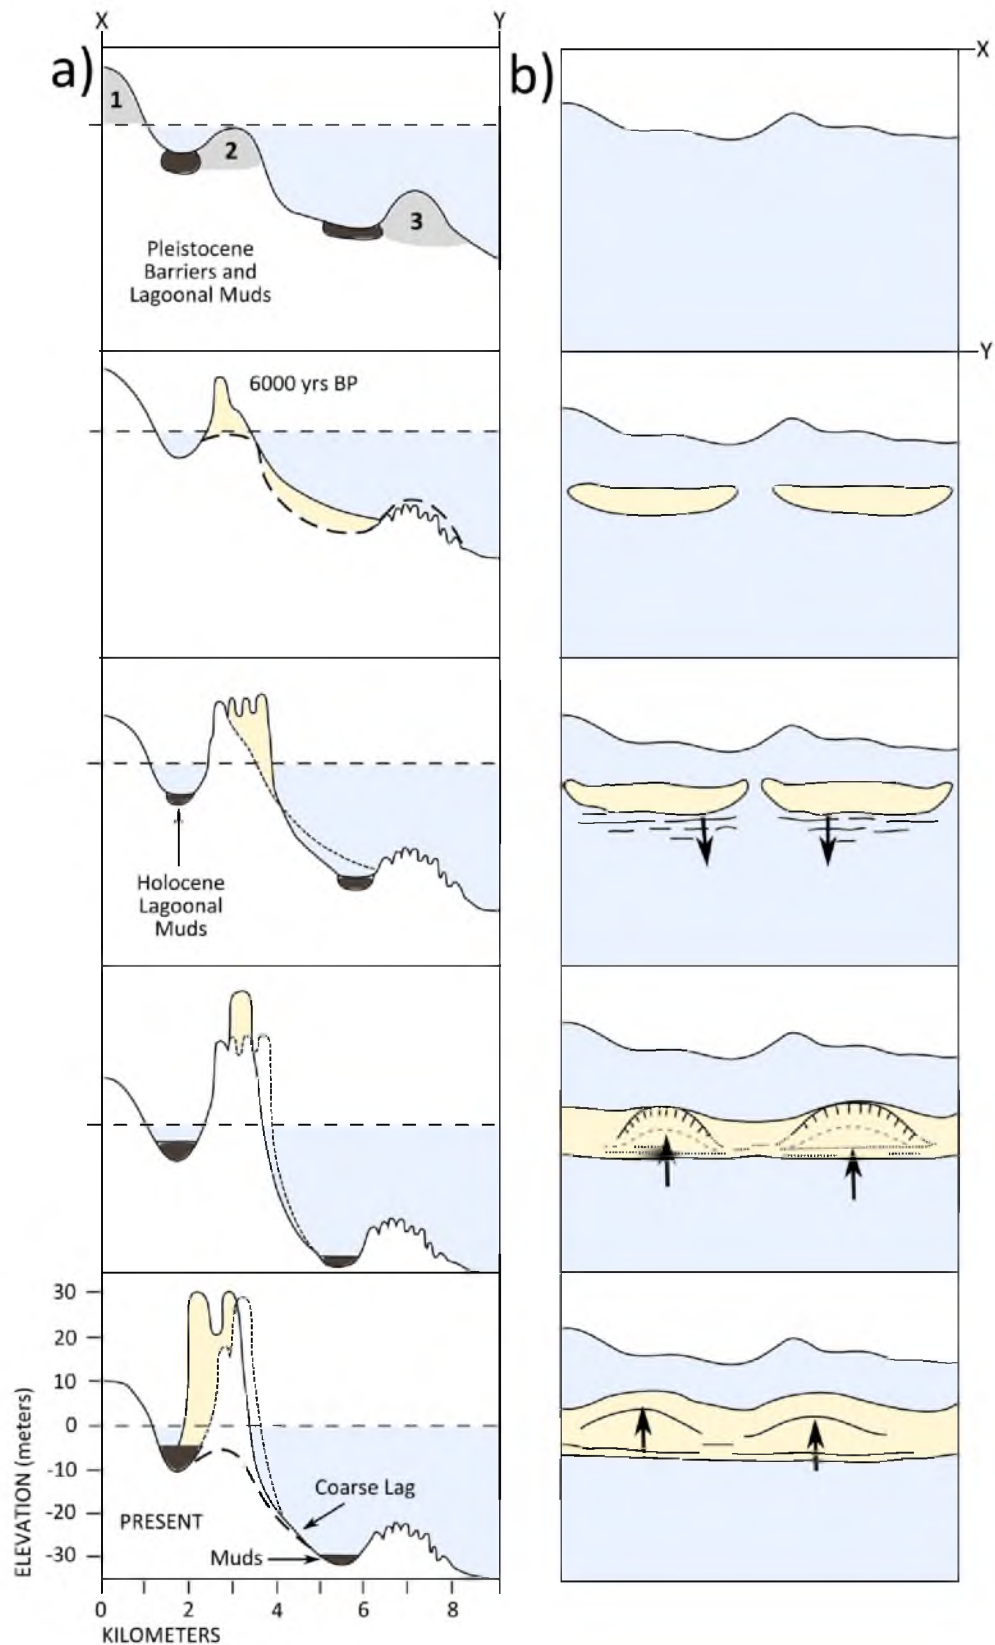 X
Y
a)
b)
X
1
2
3
Pleistocene
Barriers and
Lagoonal Muds
Y
6000 yrs BP
Holocene
Lagoonal
Muds
ELEVATION (meters)
30
20
10
0
-10
-20
-30
Coarse Lag
PRESENT
Muds
0
2
4
6
8
KILOMETERS